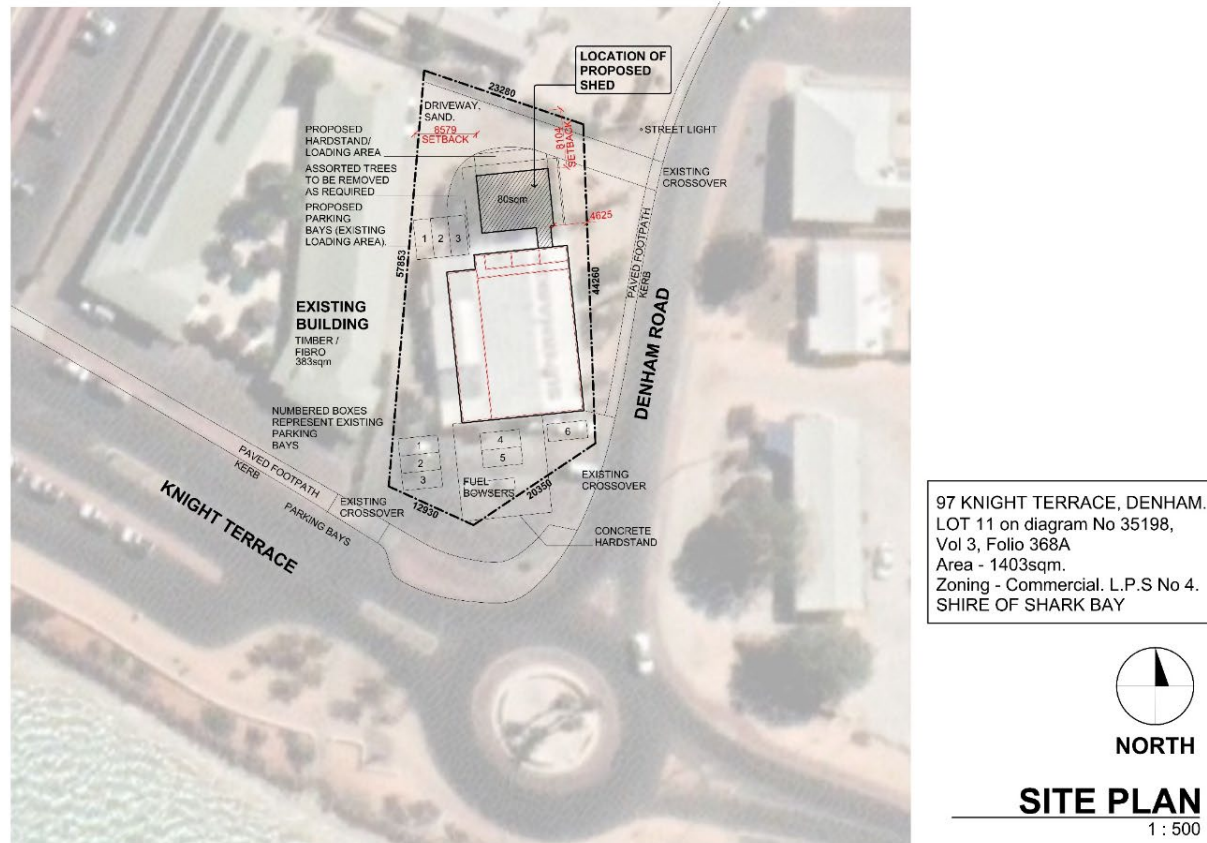 LOCATION OF
PROPOSED
SHED
23280
DRIVEWAY.
SAND.
8579
SETBACK
8104
SETBACK
STREET LIGHT
PROPOSED
HARDSTAND/
LOADING AREA
ASSORTED TREES
TO BE REMOVED
AS REQUIRED
PROPOSED
PARKING
BAYS (EXISTING
LOADING AREA).
EXISTING
CROSSOVER
80sqm
4625
1 2 3
57853
44260
PAVED FOOTPATH
KERB
DENHAM ROAD
EXISTING
BUILDING
TIMBER /
FIBRO
383sqm
NUMBERED BOXES
REPRESENT EXISTING
PARKING
BAYS
1
2
3
4
5
6
PAVED FOOTPATH
KERB
KNIGHT TERRACE
PARKING BAYS
EXISTING
CROSSOVER
12930
FUEL
BOWSERS
20350
EXISTING
CROSSOVER
CONCRETE
HARDSTAND
97 KNIGHT TERRACE, DENHAM.
LOT 11 on diagram No 35198,
Vol 3, Folio 368A
Area - 1403sqm.
Zoning - Commercial. L.P.S No 4.
SHIRE OF SHARK BAY
NORTH
SITE PLAN
1 : 500